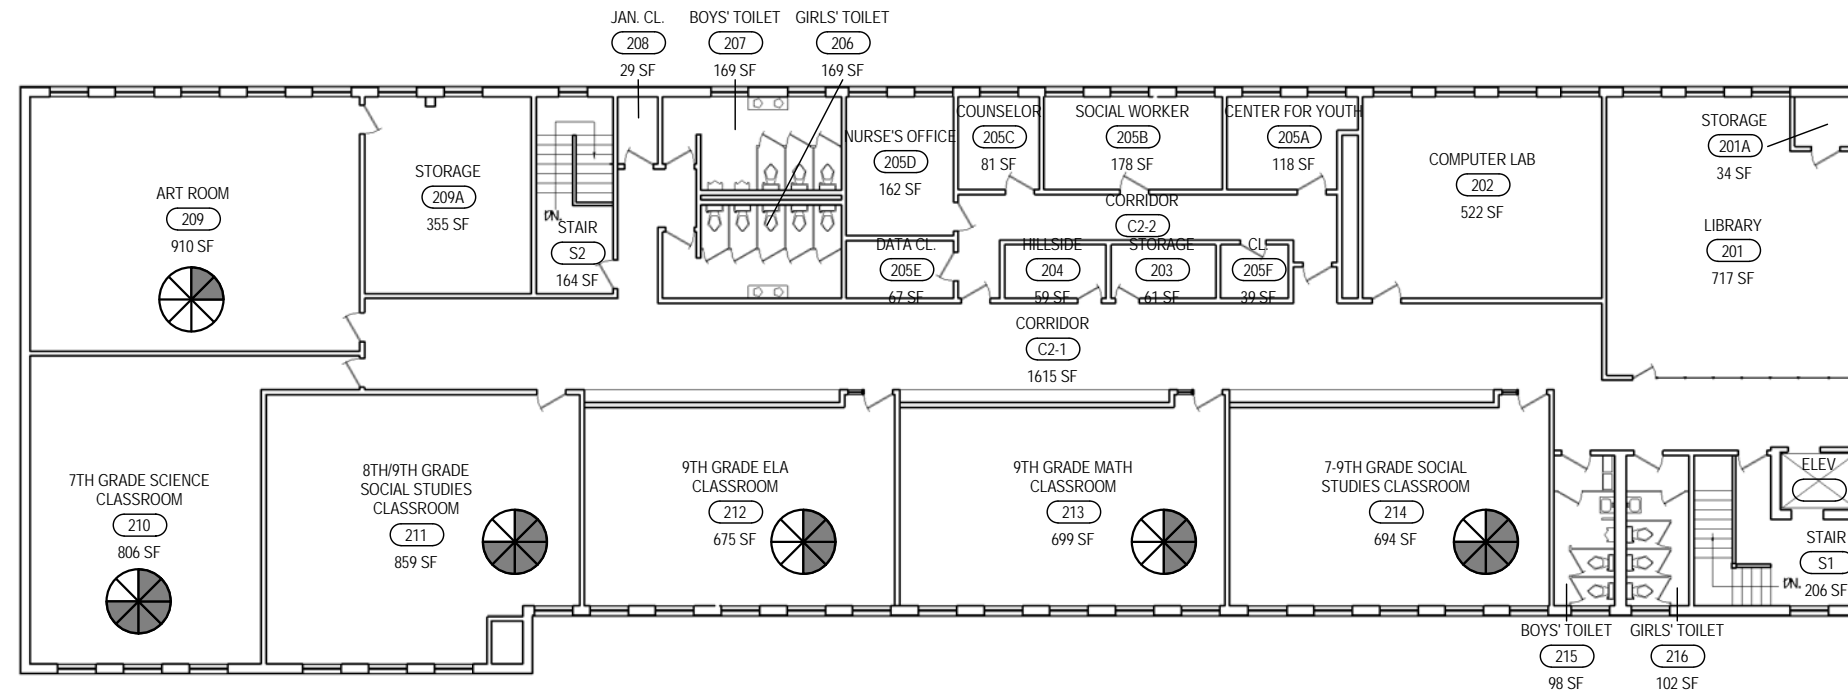 JAN. CL.
208
29 SF
BOYS' TOILET
207
169 SF
GIRLS' TOILET
206
169 SF
ART ROOM
209
910 SF
STORAGE
209A
355 SF
DN.
STAIR
S2
164 SF
NURSE'S OFFICE
205D
162 SF
COUNSELOR
205C
81 SF
SOCIAL WORKER
205B
178 SF
CENTER FOR YOUTH
205A
118 SF
COMPUTER LAB
202
522 SF
STORAGE
201A
34 SF
LIBRARY
201
717 SF
CORRIDOR
C2-2
DATA CL.
205E
67 SF
HILLSIDE
204
59 SF
STORAGE
203
61 SF
CL.
205F
39 SF
CORRIDOR
C2-1
1615 SF
7TH GRADE SCIENCE
CLASSROOM
210
806 SF
8TH/9TH GRADE
SOCIAL STUDIES
CLASSROOM
211
859 SF
9TH GRADE ELA
CLASSROOM
212
675 SF
9TH GRADE MATH
CLASSROOM
213
699 SF
7-9TH GRADE SOCIAL
STUDIES CLASSROOM
214
694 SF
ELEV
STAIR
S1
206 SF
DN.
BOYS' TOILET
215
98 SF
GIRLS' TOILET
216
102 SF